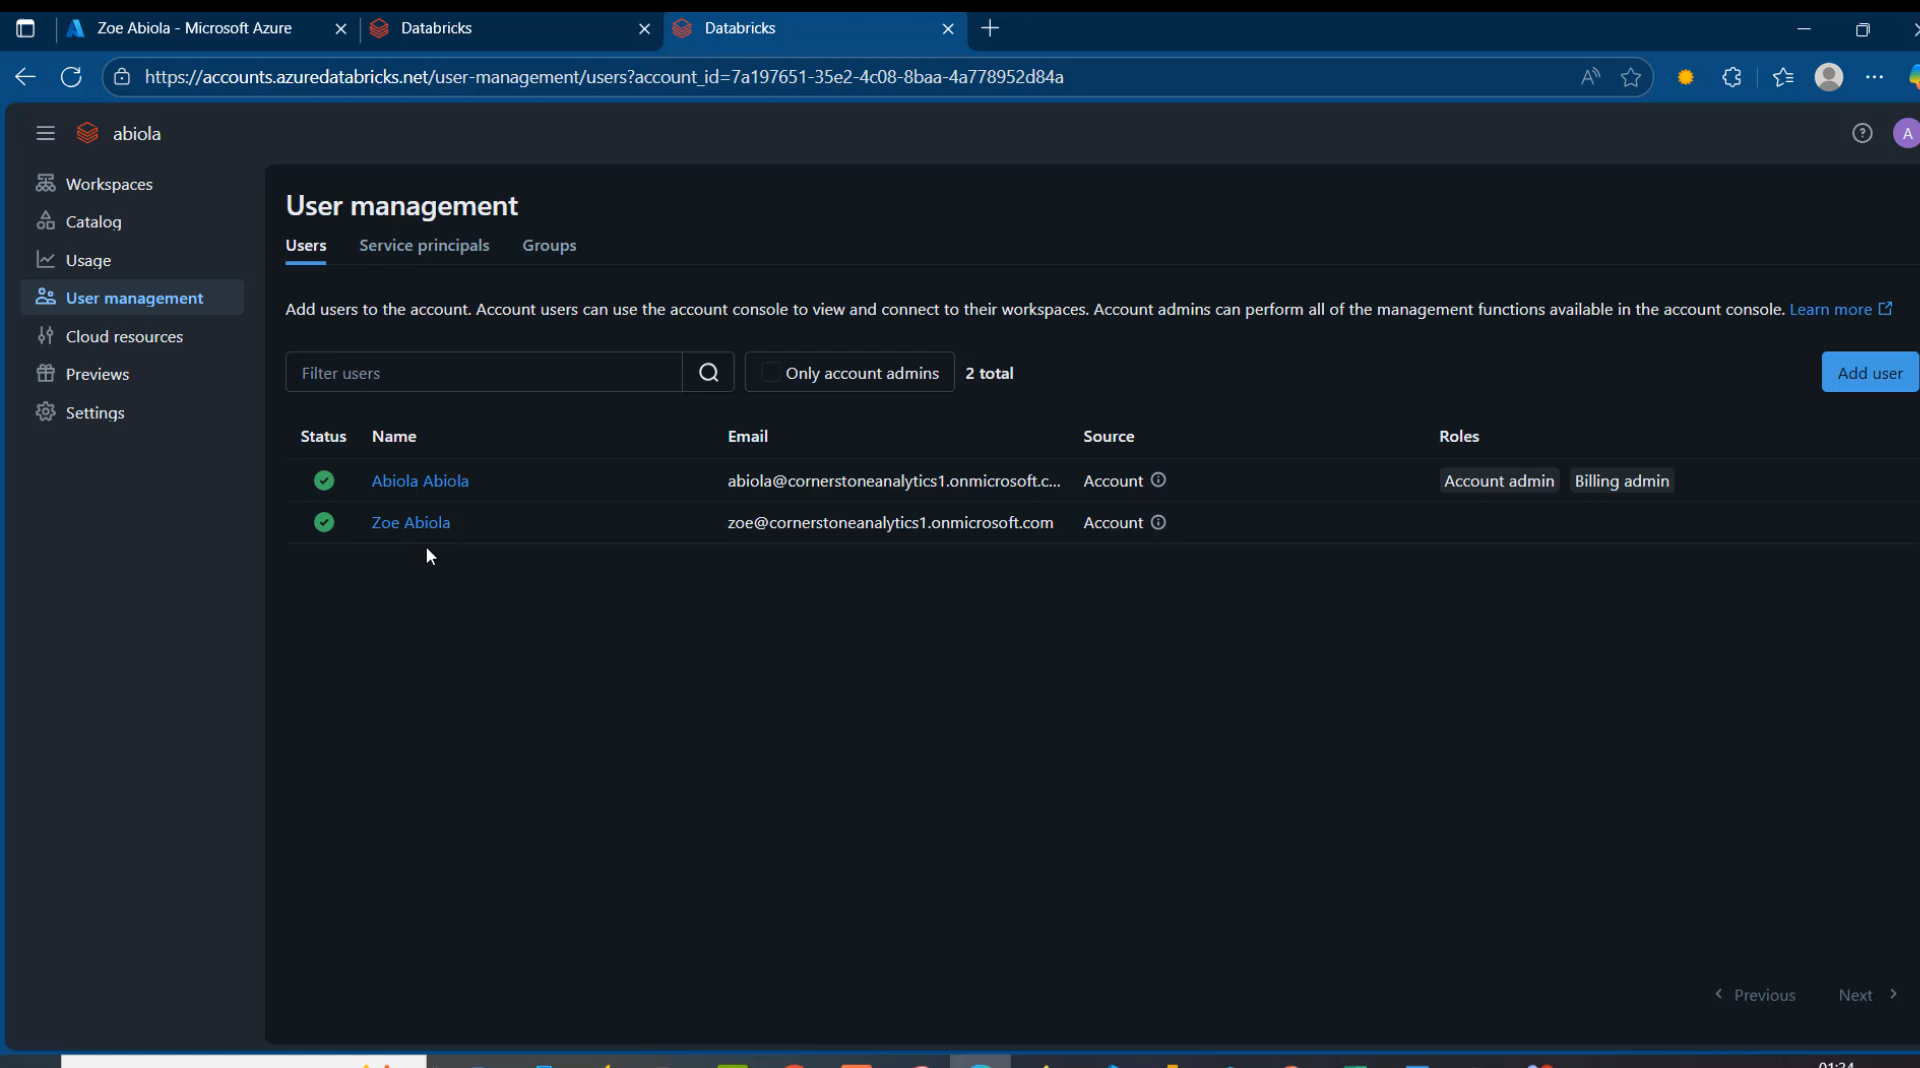 Zoe Abiola - Microsoft Azure
Databricks
Databricks
https://accounts.azuredatabricks.net/user-management/users?account_id=7a197651-35e2-4c08-8baa-4a778952d84a
abiola
A
Workspaces
Catalog
Usage
User management
Cloud resources
Previews
Settings
User management
Users Service principals Groups
Add users to the account. Account users can use the account console to view and connect to their workspaces. Account admins can perform all of the management functions available in the account console. Learn more
Filter users Only account admins 2 total Add user
Status Name Email Source Roles
Abiola Abiola abiola@cornerstoneanalytics1.onmicrosoft.c... Account Account admin Billing admin
Zoe Abiola zoe@cornerstoneanalytics1.onmicrosoft.com Account
Previous Next